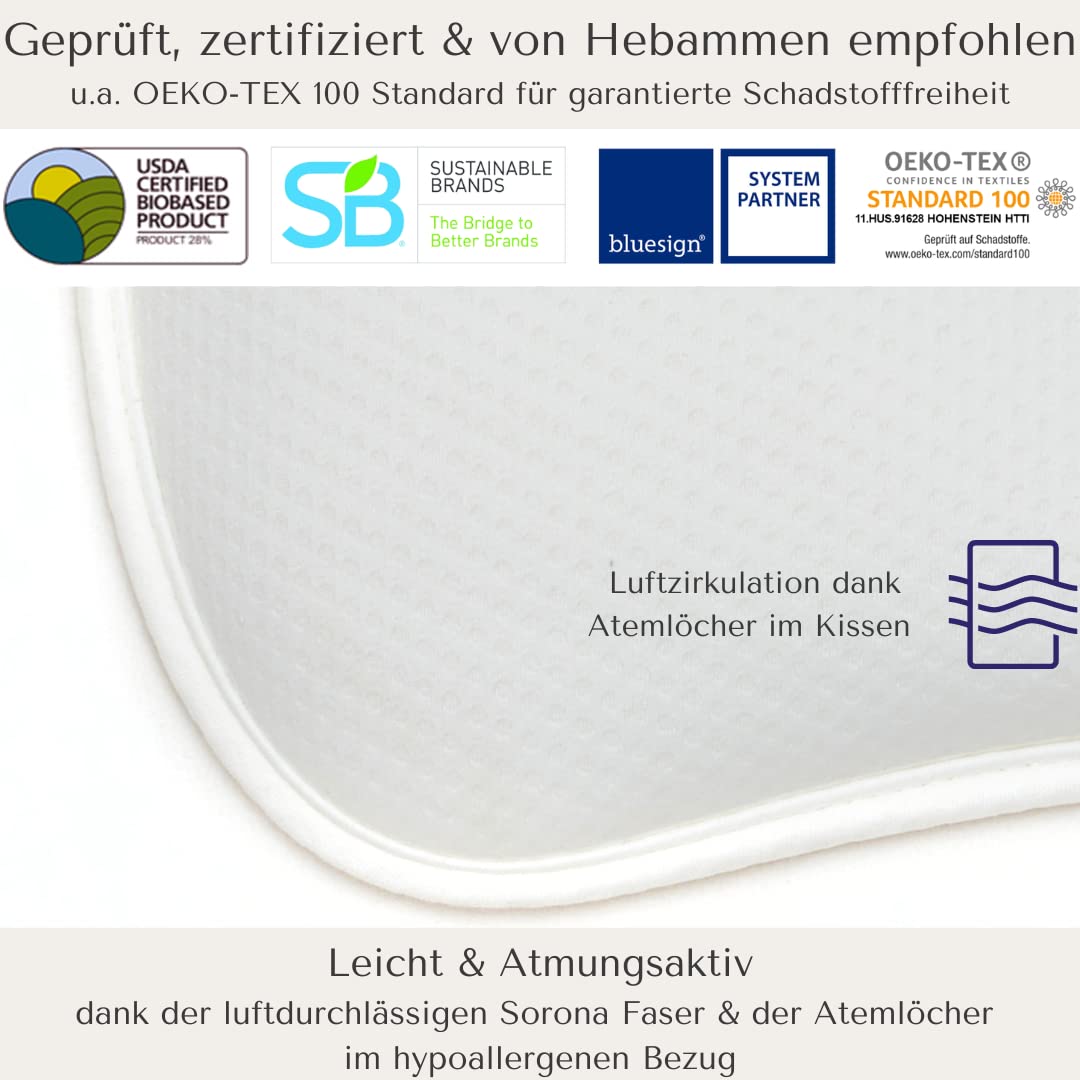 Geprüft, zertifiziert & von Hebammen empfohlen
u.a. OEKO-TEX 100 Standard für garantierte Schadstofffreiheit
USDA
CERTIFIED
BIOBASED
PRODUCT
PRODUCT 28%
SB®
SUSTAINABLE
BRANDS
The Bridge to
Better Brands
bluesign®
SYSTEM
PARTNER
OEKO-TEX®
CONFIDENCE IN TEXTILES
STANDARD 100
11.HUS.91628 HOHENSTEIN HTTI
Geprüft auf Schadstoffe.
www.oeko-tex.com/standard100
Luftzirkulation dank
Atemlöcher im Kissen
Leicht & Atmungsaktiv
dank der luftdurchlässigen Sorona Faser & der Atemlöcher
im hypoallergenen Bezug